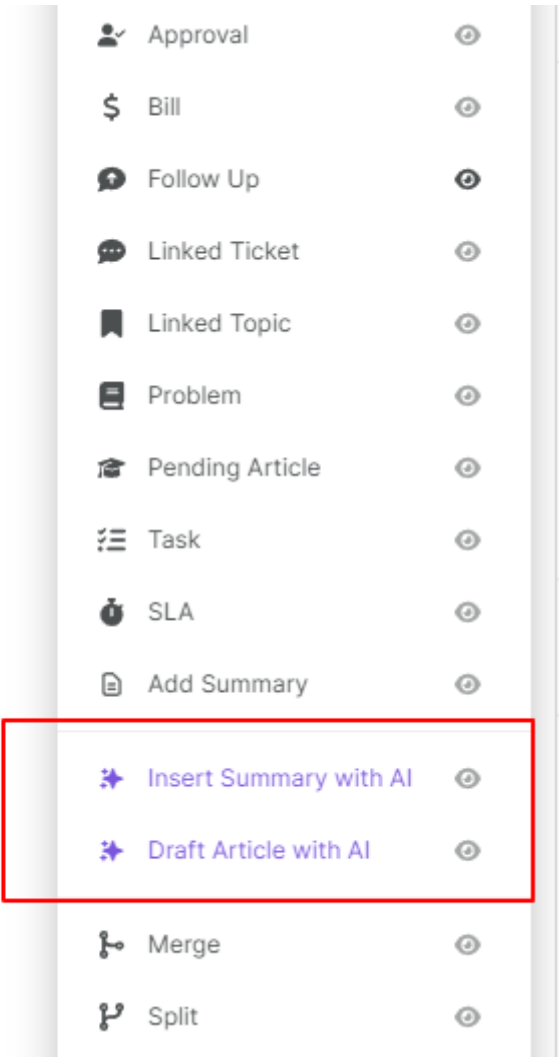 Approval
Bill
Follow Up
Linked Ticket
Linked Topic
Problem
Pending Article
Task
SLA
Add Summary
Insert Summary with AI
Draft Article with AI
Merge
Split